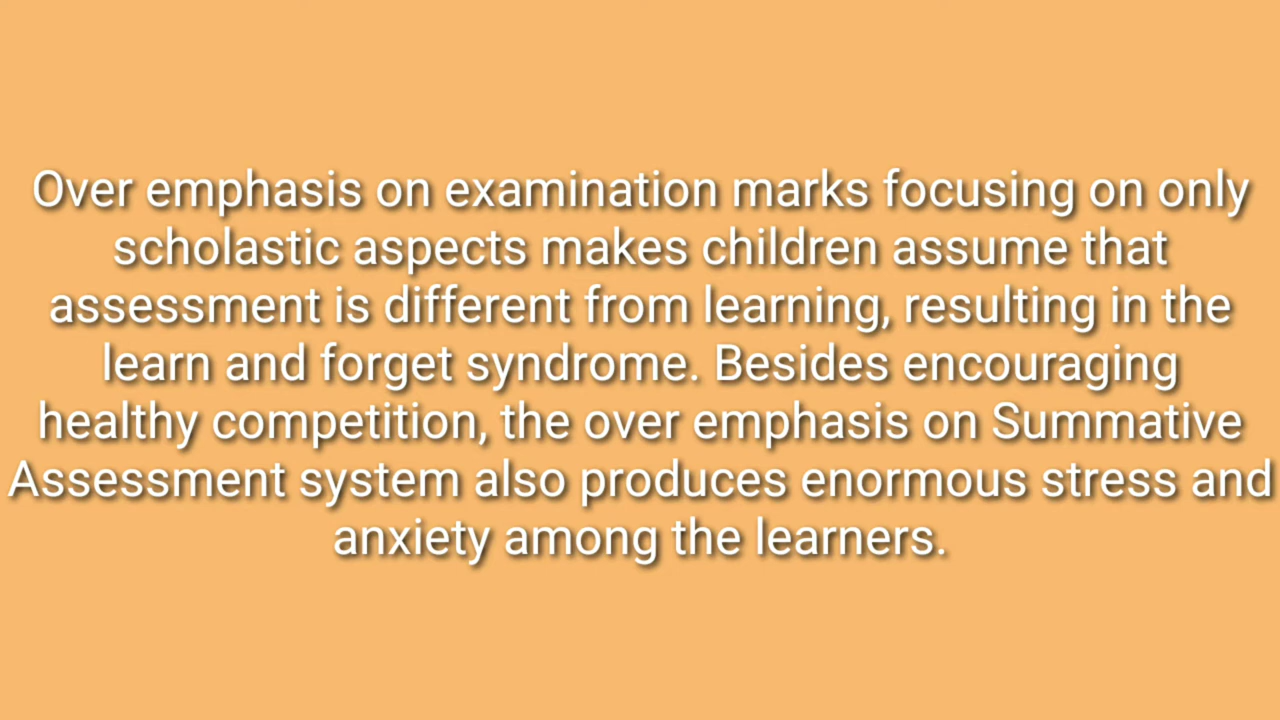 Over emphasis on examination marks focusing on only
scholastic aspects makes children assume that
assessment is different from learning, resulting in the
learn and forget syndrome. Besides encouraging
healthy competition, the over emphasis on Summative
Assessment system also produces enormous stress and
anxiety among the learners.